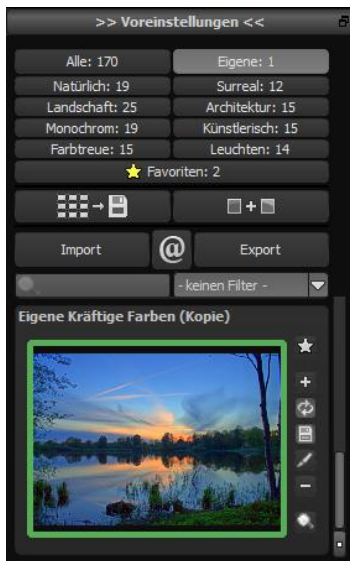 >> Voreinstellungen <<
Alle: 170 Eigene: 1
Natürlich: 19 Surreal: 12
Landschaft: 25 Architektur: 15
Monochrom: 19 Künstlerisch: 15
Farbtreue: 15 Leuchten: 14
Favoriten: 2
Import @ Export
- keinen Filter -
Eigene Kräftige Farben (Kopie)